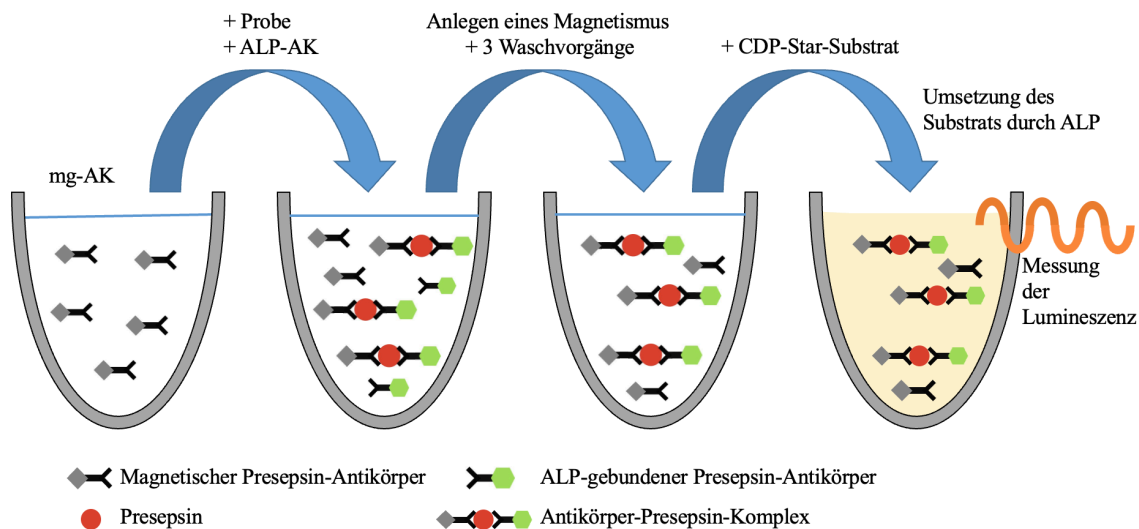 + Probe
+ ALP-AK
Anlegen eines Magnetismus
+ 3 Waschvorgänge
+ CDP-Star-Substrat
Umsetzung des
Substrats durch ALP
mg-AK
Messung
der
Lumineszenz
Magnetischer Presepsin-Antikörper
ALP-gebundener Presepsin-Antikörper
Presepsin
Antikörper-Presepsin-Komplex